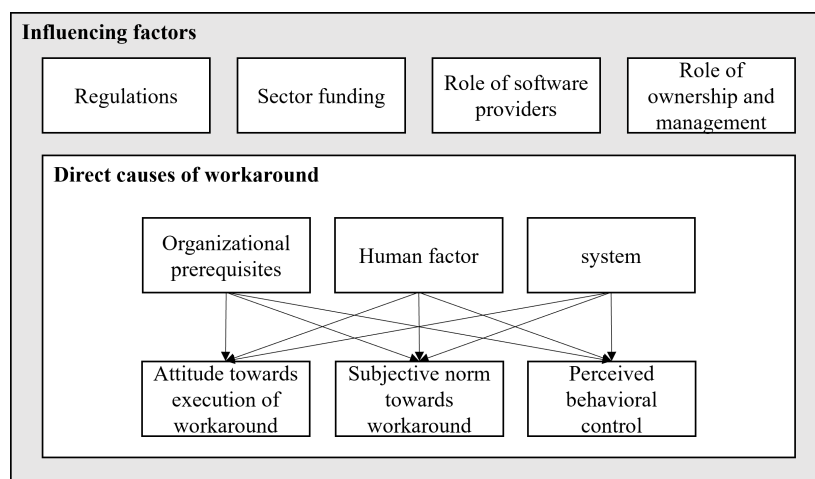 Influencing factors
Regulations
Sector funding
Role of software
providers
Role of
ownership and
management
Direct causes of workaround
Organizational
prerequisites
Human factor
system
Attitude towards
execution of
workaround
Subjective norm
towards
workaround
Perceived
behavioral
control